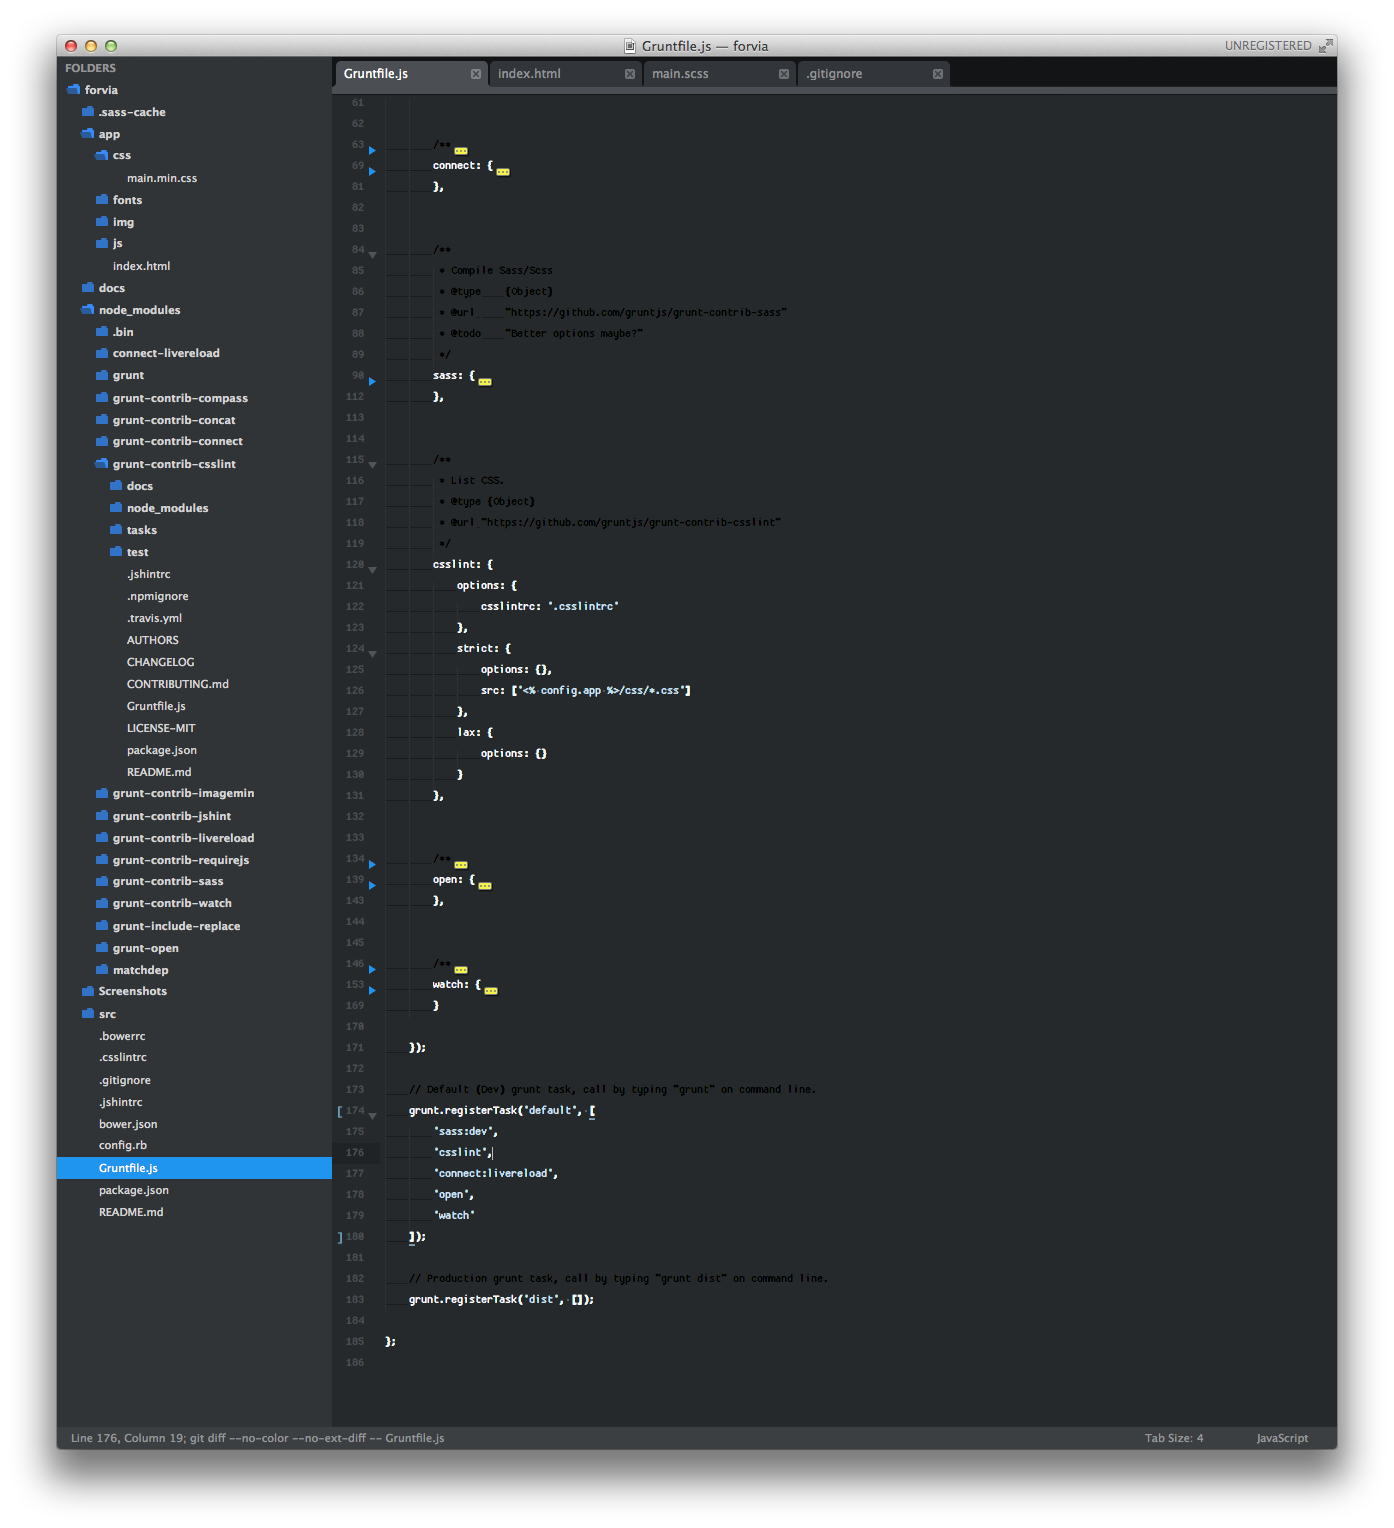 Gruntfile.js — forvia
UNREGISTERED
FOLDERS
forvia
.sass-cache
app
css
main.min.css
fonts
img
js
index.html
docs
node_modules
.bin
connect-livereload
grunt
grunt-contrib-compass
grunt-contrib-concat
grunt-contrib-connect
grunt-contrib-csslint
docs
node_modules
tasks
test
.jshintrc
.npmignore
.travis.yml
AUTHORS
CHANGELOG
CONTRIBUTING.md
Gruntfile.js
LICENSE-MIT
package.json
README.md
grunt-contrib-imagemin
grunt-contrib-jshint
grunt-contrib-livereload
grunt-contrib-requirejs
grunt-contrib-sass
grunt-contrib-watch
grunt-include-replace
grunt-open
matchdep
Screenshots
src
.bowerrc
.csslintrc
.gitignore
.jshintrc
bower.json
config.rb
Gruntfile.js
package.json
README.md
Gruntfile.js index.html main.scss .gitignore
61
62
63 /**
69 connect: {
81 },
82
83
84 /**
85 * Compile Sass/Scss
86 * @type {Object}
87 * @url "https://github.com/gruntjs/grunt-contrib-sass"
88 * @todo "Better options maybe?"
89 */
90 sass: {
112 },
113
114
115 /**
116 * List CSS.
117 * @type {Object}
118 * @url "https://github.com/gruntjs/grunt-contrib-csslint"
119 */
120 csslint: {
121 options: {
122 csslintrc: '.csslintrc'
123 },
124 strict: {
125 options: {},
126 src: ['<% config.app %>/css/*.css']
127 },
128 lax: {
129 options: {}
130 }
131 },
132
133
134 /**
139 open: {
143 },
144
145
146 /**
153 watch: {
169 }
170
171 });
172
173 // Default (Dev) grunt task, call by typing "grunt" on command line.
174 grunt.registerTask('default', [
175 'sass:dev',
176 'csslint',
177 'connect:livereload',
178 'open',
179 'watch'
180 ]);
181
182 // Production grunt task, call by typing "grunt dist" on command line.
183 grunt.registerTask('dist', []);
184
185 };
186
Line 176, Column 19; git diff --no-color --no-ext-diff -- Gruntfile.js
Tab Size: 4
JavaScript